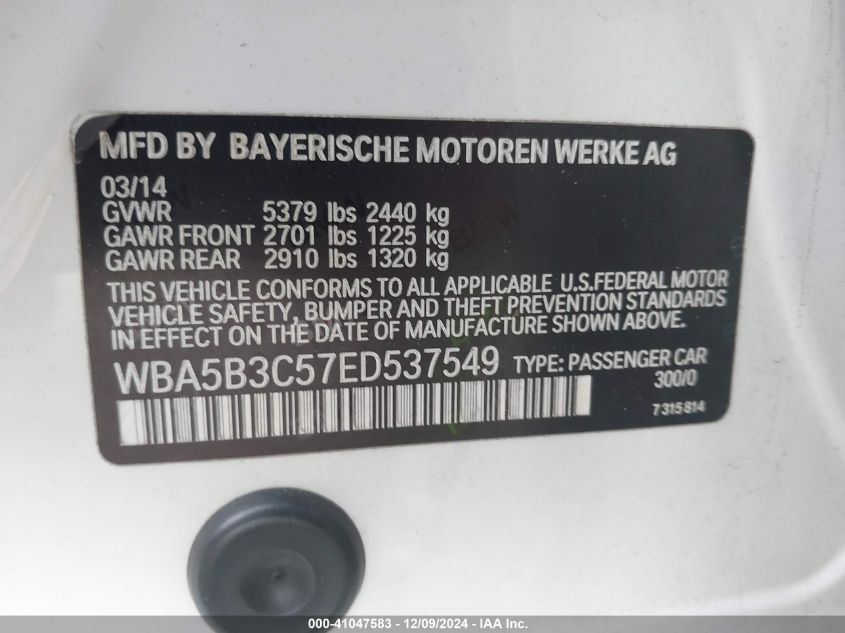 MFD BY BAYERISCHE MOTOREN WERKE AG
03/14
GVWR 5379 lbs 2440 kg
GAWR FRONT 2701 lbs 1225 kg
GAWR REAR 2910 lbs 1320 kg
THIS VEHICLE CONFORMS TO ALL APPLICABLE U.S.FEDERAL MOTOR
VEHICLE SAFETY, BUMPER AND THEFT PREVENTION STANDARDS
IN EFFECT ON THE DATE OF MANUFACTURE SHOWN ABOVE.
WBA5B3C57ED537549 TYPE: PASSENGER CAR
300/0
7315814
000-41047583 - 12/09/2024 - IAA Inc.